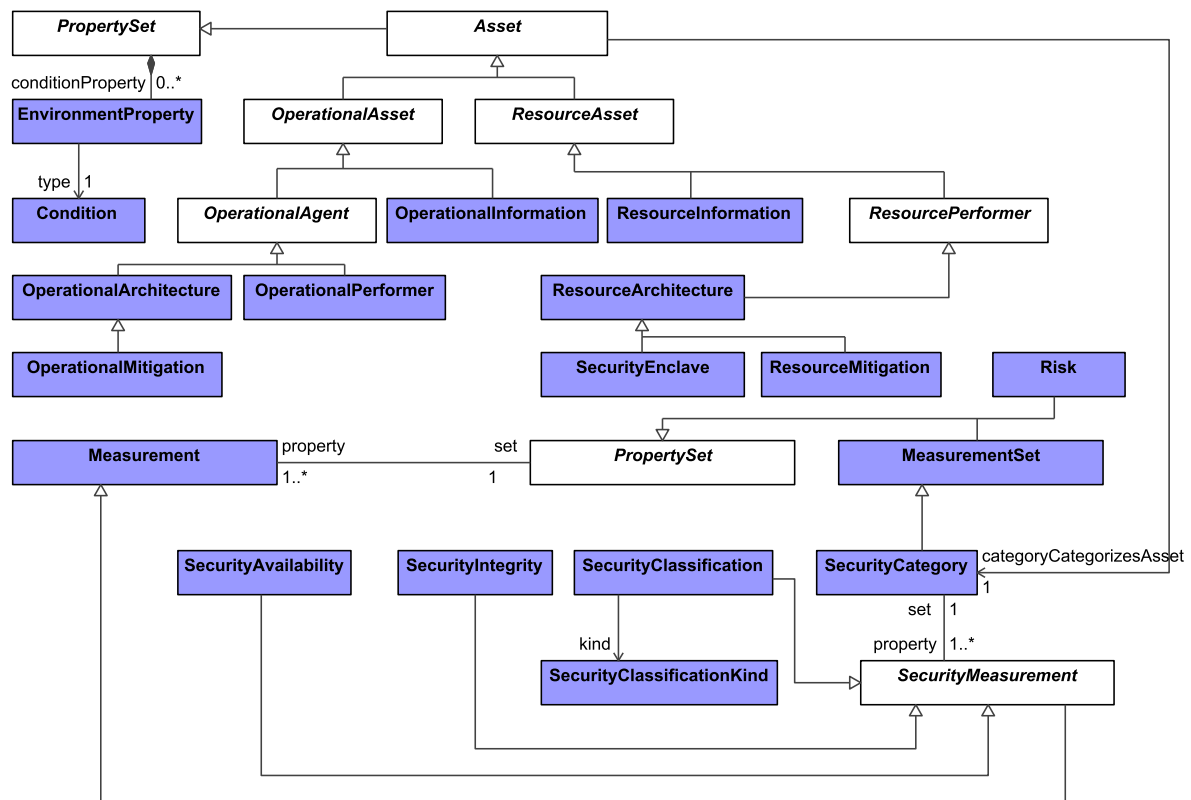 PropertySet
Asset
conditionProperty
0..*
EnvironmentProperty
OperationalAsset
ResourceAsset
type
1
Condition
OperationalAgent
OperationalInformation
ResourceInformation
ResourcePerformer
OperationalArchitecture
OperationalPerformer
ResourceArchitecture
OperationalMitigation
SecurityEnclave
ResourceMitigation
Risk
Measurement
property
set
1..*
1
PropertySet
MeasurementSet
SecurityAvailability
SecurityIntegrity
SecurityClassification
SecurityCategory
categoryCategorizesAsset
1
set
1
kind
property
1..*
SecurityClassificationKind
SecurityMeasurement